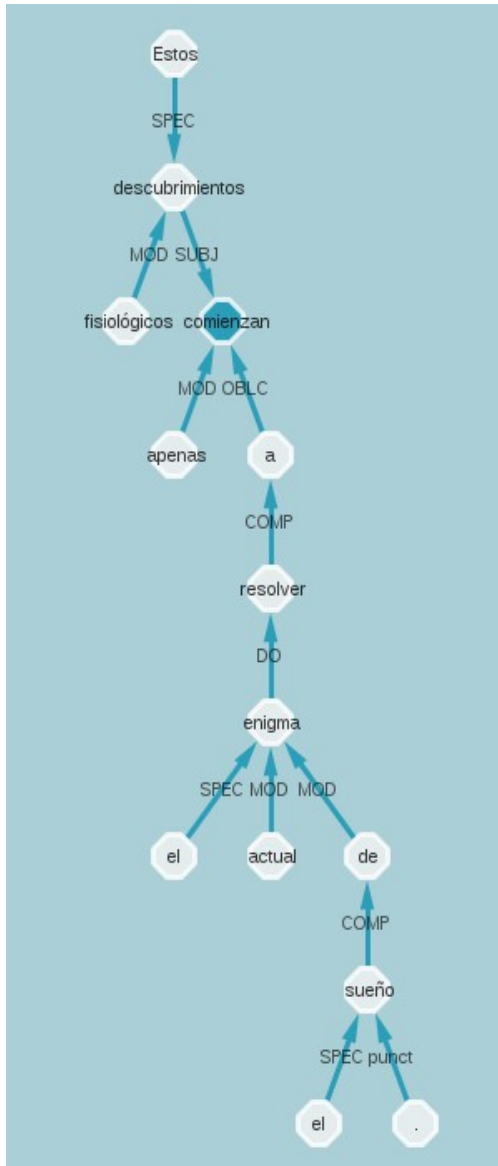 Estos
SPEC
descubrimientos
MOD SUBJ
fisiológicos comienzan
MOD OBLC
apenas a
COMP
resolver
DO
enigma
SPEC MOD MOD
el actual de
COMP
sueño
SPEC punct
el .